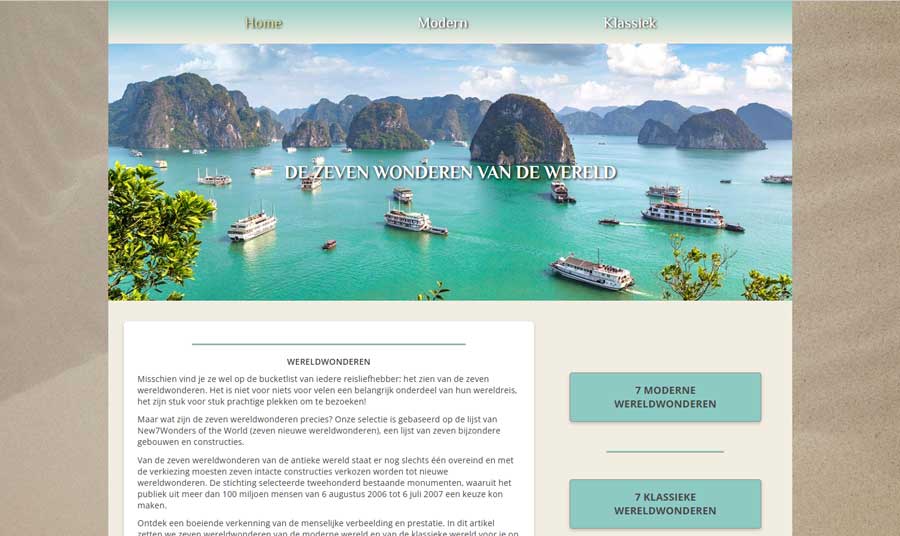 Home Modern Klassiek
DE ZEVEN WONDEREN VAN DE WERELD
WERELDWONDEREN
Misschien vind je ze wel op de bucketlist van iedere reisliefhebber: het zien van de zeven
wereldwonderen. Het is niet voor niets voor velen een belangrijk onderdeel van hun wereldreis,
het zijn stuk voor stuk prachtige plekken om te bezoeken!
Maar wat zijn de zeven wereldwonderen precies? Onze selectie is gebaseerd op de lijst van
New7Wonders of the World (zeven nieuwe wereldwonderen), een lijst van zeven bijzondere
gebouwen en constructies.
Van de zeven wereldwonderen van de antieke wereld staat er nog slechts één overeind en met
de verkiezing moesten zeven intacte constructies verkozen worden tot nieuwe
wereldwonderen. De stichting selecteerde tweehonderd bestaande monumenten, waaruit het
publiek uit meer dan 100 miljoen mensen van 6 augustus 2006 tot 6 juli 2007 een keuze kon
maken.
Ontdek een boeiende verkenning van de menselijke verbeelding en prestatie. In dit artikel
zetten we zeven wereldwonderen van de moderne wereld en van de klassieke wereld voor je op
7 MODERNE
WERELDWONDEREN
7 KLASSIEKE
WERELDWONDEREN